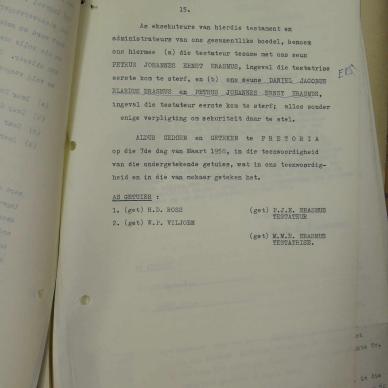 15.
As eksekuteurs van hierdie testament en
administrateurs van ons gesamentlike boedel, benoem
ons hiermee (a) die testateur tesame met ons seun
PETRUS JOHANNES ERNST ERASMUS, ingeval die testatrise
eerste kom te sterf, en (b) ons seuns DANIEL JACOBUS
ELARDUS ERASMUS en PETRUS JOHANNES ERNST ERASMUS,
ingeval die testateur eerste kom te sterf; alles sonder
enige verpligting om sekuriteit daar te stel.
ALDUS GEDOEN en GETEKEN te PRETORIA
op die 7de dag van Maart 1950, in die teenwoordigheid
van die ondergetekende getuies, wat in ons teenwoordig-
heid en in die van mekaar geteken het.
AS GETUIES :
1. (get) H.D. ROSS (get) P.J.E. ERASMUS
TESTATEUR
2. (get) W.P. VILJOEN
(get) M.M.E. ERASMUS
TESTATRISE.